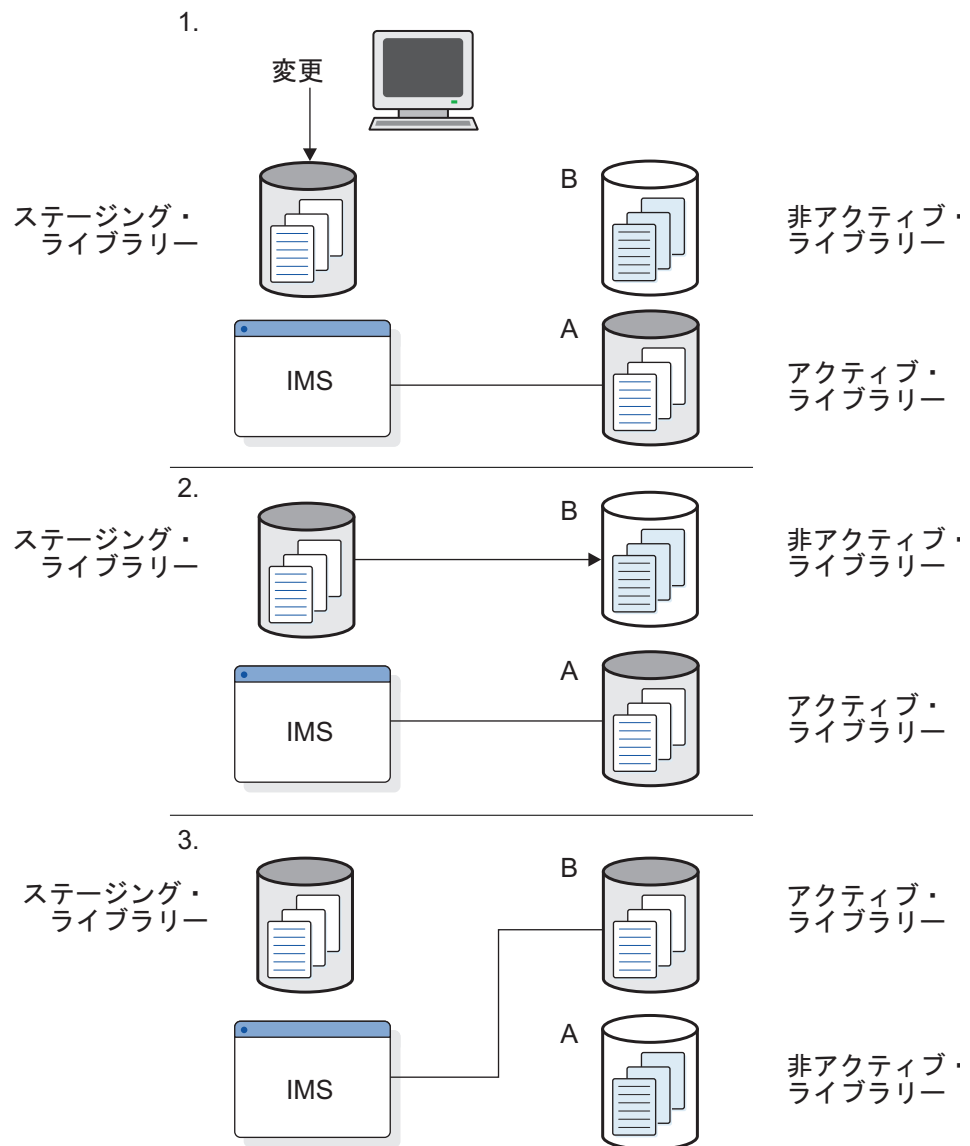 1.
変更
ステージング・
ライブラリー
B
非アクティブ・
ライブラリー
IMS
A
アクティブ・
ライブラリー
2.
ステージング・
ライブラリー
B
非アクティブ・
ライブラリー
IMS
A
アクティブ・
ライブラリー
3.
ステージング・
ライブラリー
B
アクティブ・
ライブラリー
IMS
A
非アクティブ・
ライブラリー